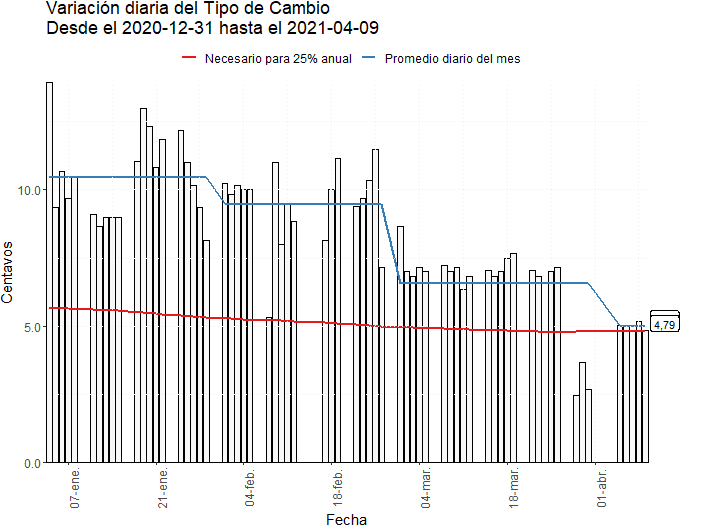 Variación diaria del Tipo de Cambio
Desde el 2020-12-31 hasta el 2021-04-09
Necesario para 25% anual
Promedio diario del mes
Centavos
10.0
5.0
0.0
4,79
07-ene.
21-ene.
04-feb.
18-feb.
04-mar.
18-mar.
01-abr.
Fecha